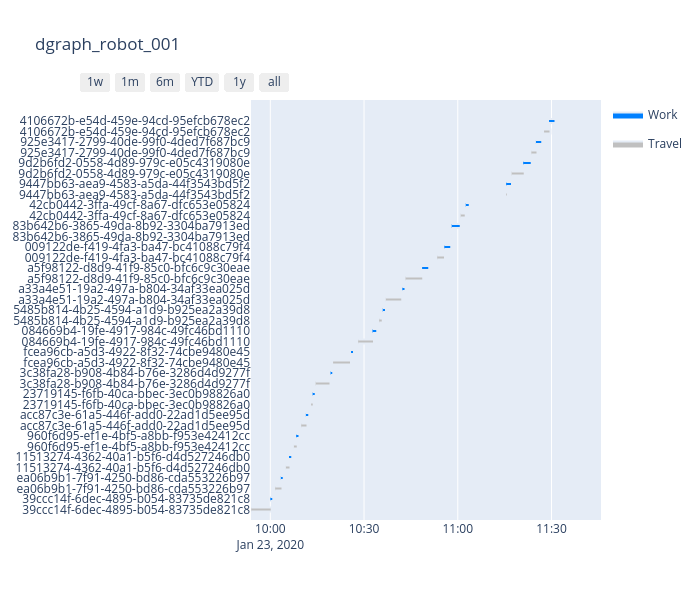 dgraph_robot_001
1w 1m 6m YTD 1y all
Work
Travel
4106672b-e54d-459e-94cd-95efcb678ec2
4106672b-e54d-459e-94cd-95efcb678ec2
925e3417-2799-40de-99f0-4ded7f687bc9
925e3417-2799-40de-99f0-4ded7f687bc9
9d2b6fd2-0558-4d89-979c-e05c4319080e
9d2b6fd2-0558-4d89-979c-e05c4319080e
9447bb63-aea9-4583-a5da-44f3543bd5f2
9447bb63-aea9-4583-a5da-44f3543bd5f2
42cb0442-3ffa-49cf-8a67-dfc653e05824
42cb0442-3ffa-49cf-8a67-dfc653e05824
83b642b6-3865-49da-8b92-3304ba7913ed
83b642b6-3865-49da-8b92-3304ba7913ed
009122de-f419-4fa3-ba47-bc41088c79f4
009122de-f419-4fa3-ba47-bc41088c79f4
a5f98122-d8d9-41f9-85c0-bfc6c9c30eae
a5f98122-d8d9-41f9-85c0-bfc6c9c30eae
a33a4e51-19a2-497a-b804-34af33ea025d
a33a4e51-19a2-497a-b804-34af33ea025d
5485b814-4b25-4594-a1d9-b925ea2a39d8
5485b814-4b25-4594-a1d9-b925ea2a39d8
084669b4-19fe-4917-984c-49fc46bd1110
084669b4-19fe-4917-984c-49fc46bd1110
fcea96cb-a5d3-4922-8f32-74cbe9480e45
fcea96cb-a5d3-4922-8f32-74cbe9480e45
3c38fa28-b908-4b84-b76e-3286d4d9277f
3c38fa28-b908-4b84-b76e-3286d4d9277f
23719145-f6fb-40ca-bbec-3ec0b98826a0
23719145-f6fb-40ca-bbec-3ec0b98826a0
acc87c3e-61a5-446f-add0-22ad1d5ee95d
acc87c3e-61a5-446f-add0-22ad1d5ee95d
960f6d95-ef1e-4bf5-a8bb-f953e42412cc
960f6d95-ef1e-4bf5-a8bb-f953e42412cc
11513274-4362-40a1-b5f6-d4d527246db0
11513274-4362-40a1-b5f6-d4d527246db0
ea06b9b1-7f91-4250-bd86-cda553226b97
ea06b9b1-7f91-4250-bd86-cda553226b97
39ccc14f-6dec-4895-b054-83735de821c8
39ccc14f-6dec-4895-b054-83735de821c8
10:00 10:30 11:00 11:30
Jan 23, 2020